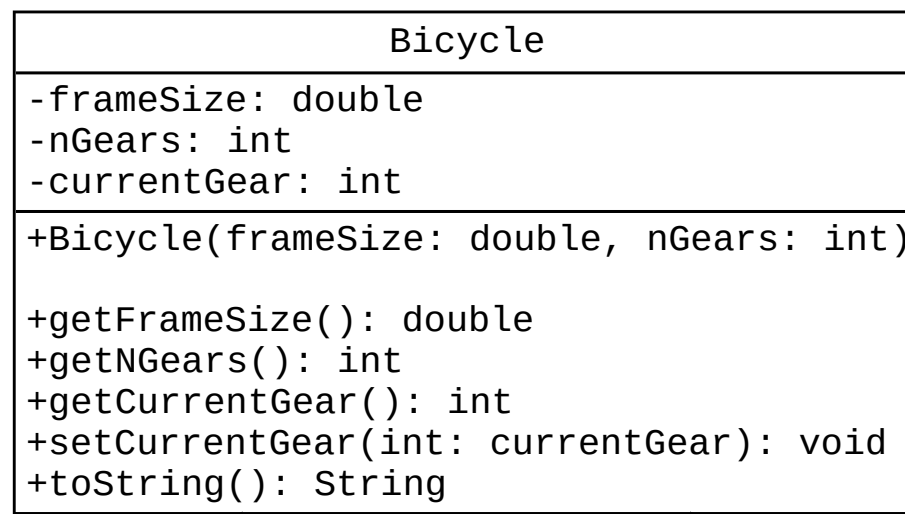 Bicycle
-frameSize: double
-nGears: int
-currentGear: int
+Bicycle(frameSize: double, nGears: int)
+getFrameSize(): double
+getNGears(): int
+getCurrentGear(): int
+setCurrentGear(int: currentGear): void
+toString(): String